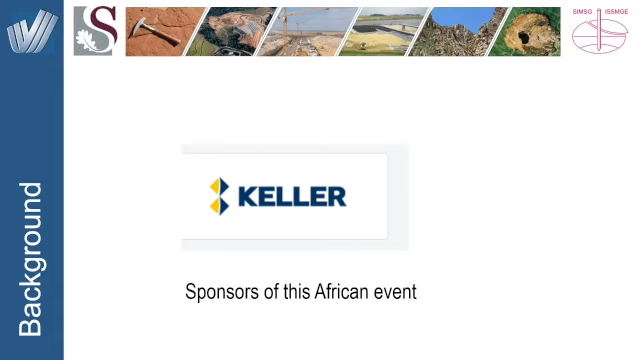 S
SIMSG ISSMGE
KELLER
Sponsors of this African event
Background